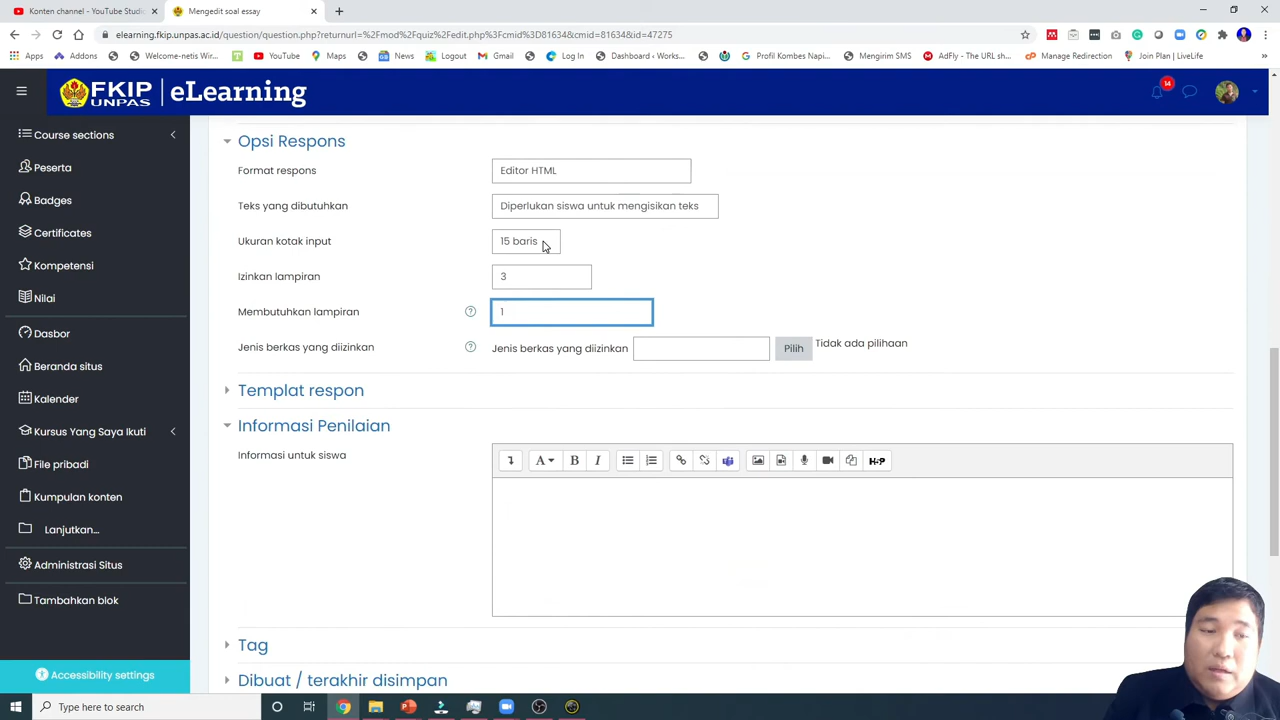 Konten channel - YouTube Studio
Mengedit soal essay
elearning.fkip.unpas.ac.id/question/question.php?returnurl=%2Fmod%2Fquiz%2Fedit.php%3Fcmid%3D81634&cmid=81634&id=47275
Apps
Addons
Welcome-netis Wir...
YouTube
Maps
News
Logout
Gmail
Log In
Dashboard ‹ Works...
Profil Kombes Napi...
Mengirim SMS
AdFly - The URL sh...
Manage Redirection
Join Plan | LiveLife
FKIP UNPAS
eLearning
14
Course sections
Peserta
Badges
Certificates
Kompetensi
Nilai
Dasbor
Beranda situs
Kalender
Kursus Yang Saya Ikuti
File pribadi
Kumpulan konten
Lanjutkan...
Administrasi Situs
Tambahkan blok
Accessibility settings
Opsi Respons
Format respons Editor HTML
Teks yang dibutuhkan Diperlukan siswa untuk mengisikan teks
Ukuran kotak input 15 baris
Izinkan lampiran 3
Membutuhkan lampiran ? 1
Jenis berkas yang diizinkan ? Jenis berkas yang diizinkan Pilih Tidak ada pilihaan
Templat respon
Informasi Penilaian
Informasi untuk siswa
A B I H-P
Tag
Dibuat / terakhir disimpan
Type here to search